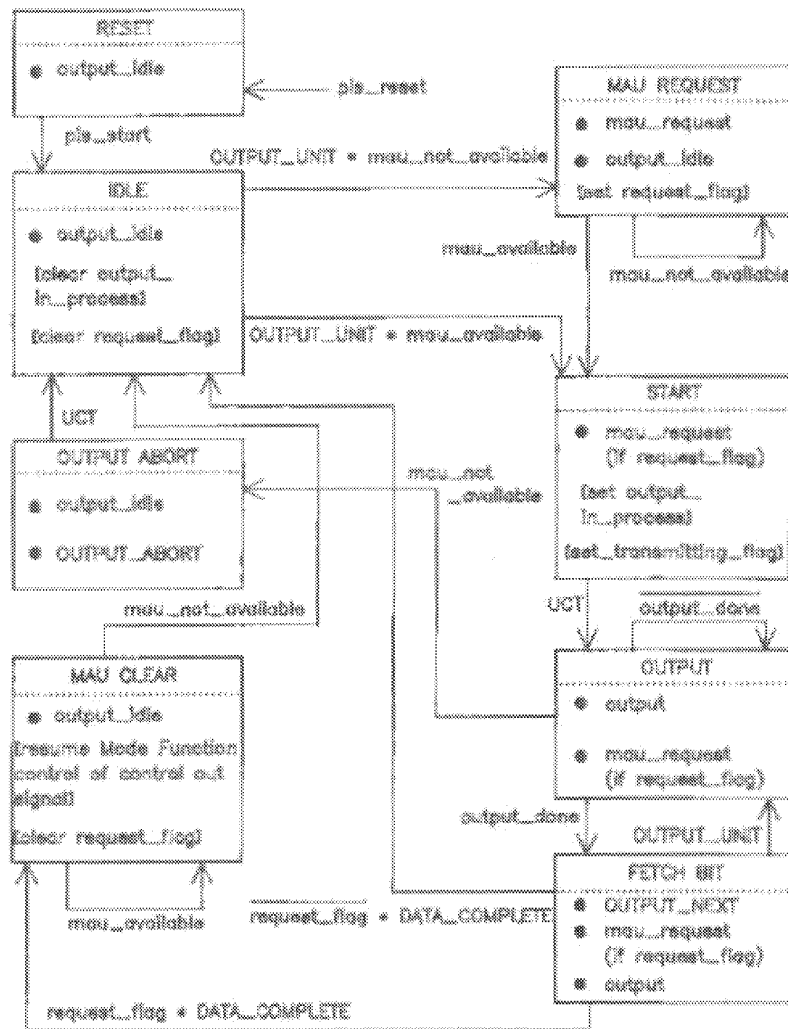 RESET
● output_idle
pls_reset
pls_start
MAU REQUEST
● mau_request
● output_idle
[set request_flag]
OUTPUT_UNIT * mau_not_available
IDLE
● output_idle
[clear output_
in_process]
[clear request_flag]
mau_available
mau_not_available
OUTPUT_UNIT * mau_available
START
● mau_request
(if request_flag)
[set output_
in_process]
[set_transmitting_flag]
UCT
OUTPUT ABORT
● output_idle
● OUTPUT_ABORT
mau_not
_available
UCT
output_done
mau_not_available
OUTPUT
● output
● mau_request
(if request_flag)
MAU CLEAR
● output_idle
[resume Mode Function
control of control out
signal]
[clear request_flag]
output_done
OUTPUT_UNIT
FETCH BIT
● OUTPUT_NEXT
● mau_request
(if request_flag)
● output
mau_available
request_flag * DATA_COMPLETE
request_flag * DATA_COMPLETE